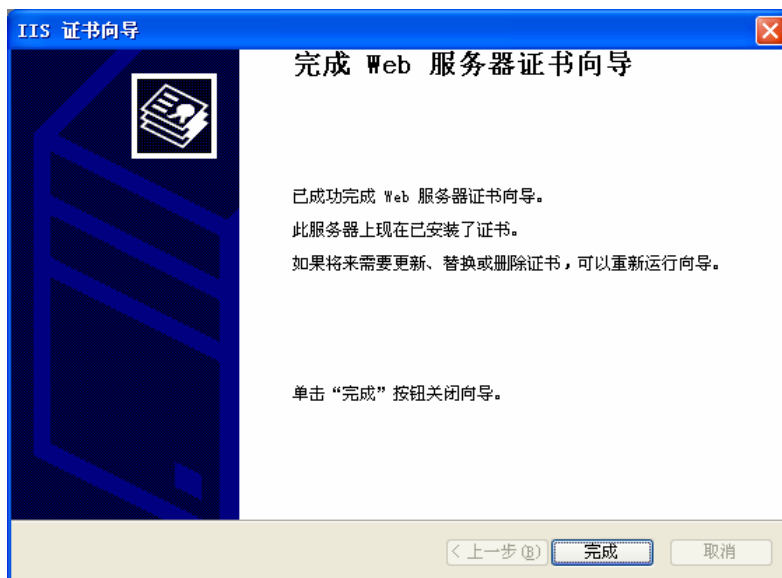 IIS 证书向导
完成 Web 服务器证书向导
已成功完成 Web 服务器证书向导。
此服务器上现在已安装了证书。
如果将来需要更新、替换或删除证书，可以重新运行向导。
单击“完成”按钮关闭向导。
< 上一步(B) 完成 取消